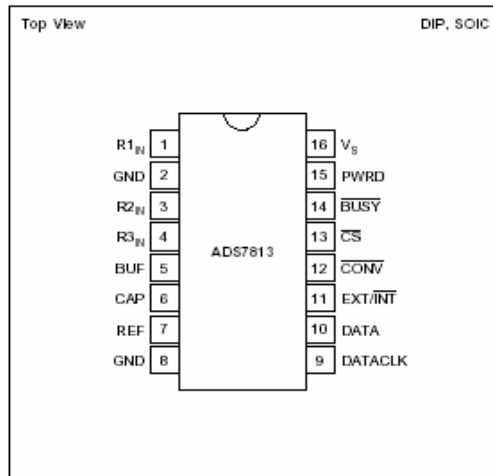 Top View DIP, SOIC
R1IN 1 16 VS
GND 2 15 PWRD
R2IN 3 14 BUSY
R3IN 4 13 CS
ADS7813
BUF 5 12 CONV
CAP 6 11 EXT/INT
REF 7 10 DATA
GND 8 9 DATACLK